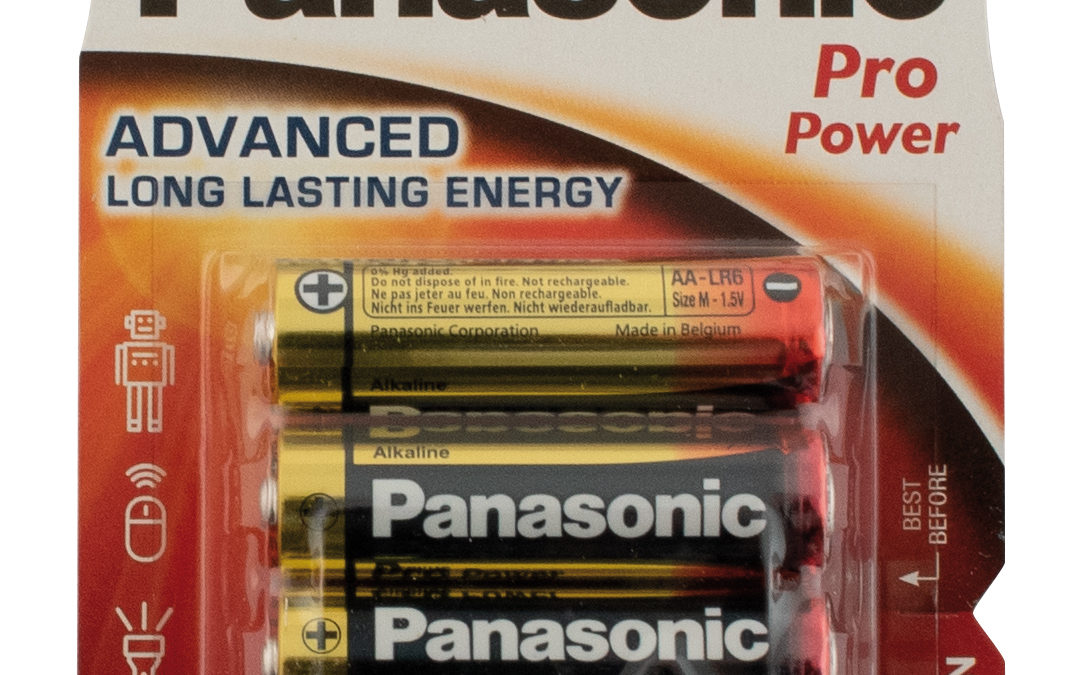 Panasonic
Pro
Power
ADVANCED
LONG LASTING ENERGY
0% Hg added.
Do not dispose of in fire. Not rechargeable.
Ne pas jeter au feu. Non rechargeable.
Nicht ins Feuer werfen. Nicht wiederaufladbar.
AA-LR6
Size M - 1.5V
Panasonic Corporation
Made in Belgium
Alkaline
Panasonic
Alkaline
Panasonic
Pro Power
Panasonic
BEST
BEFORE
N